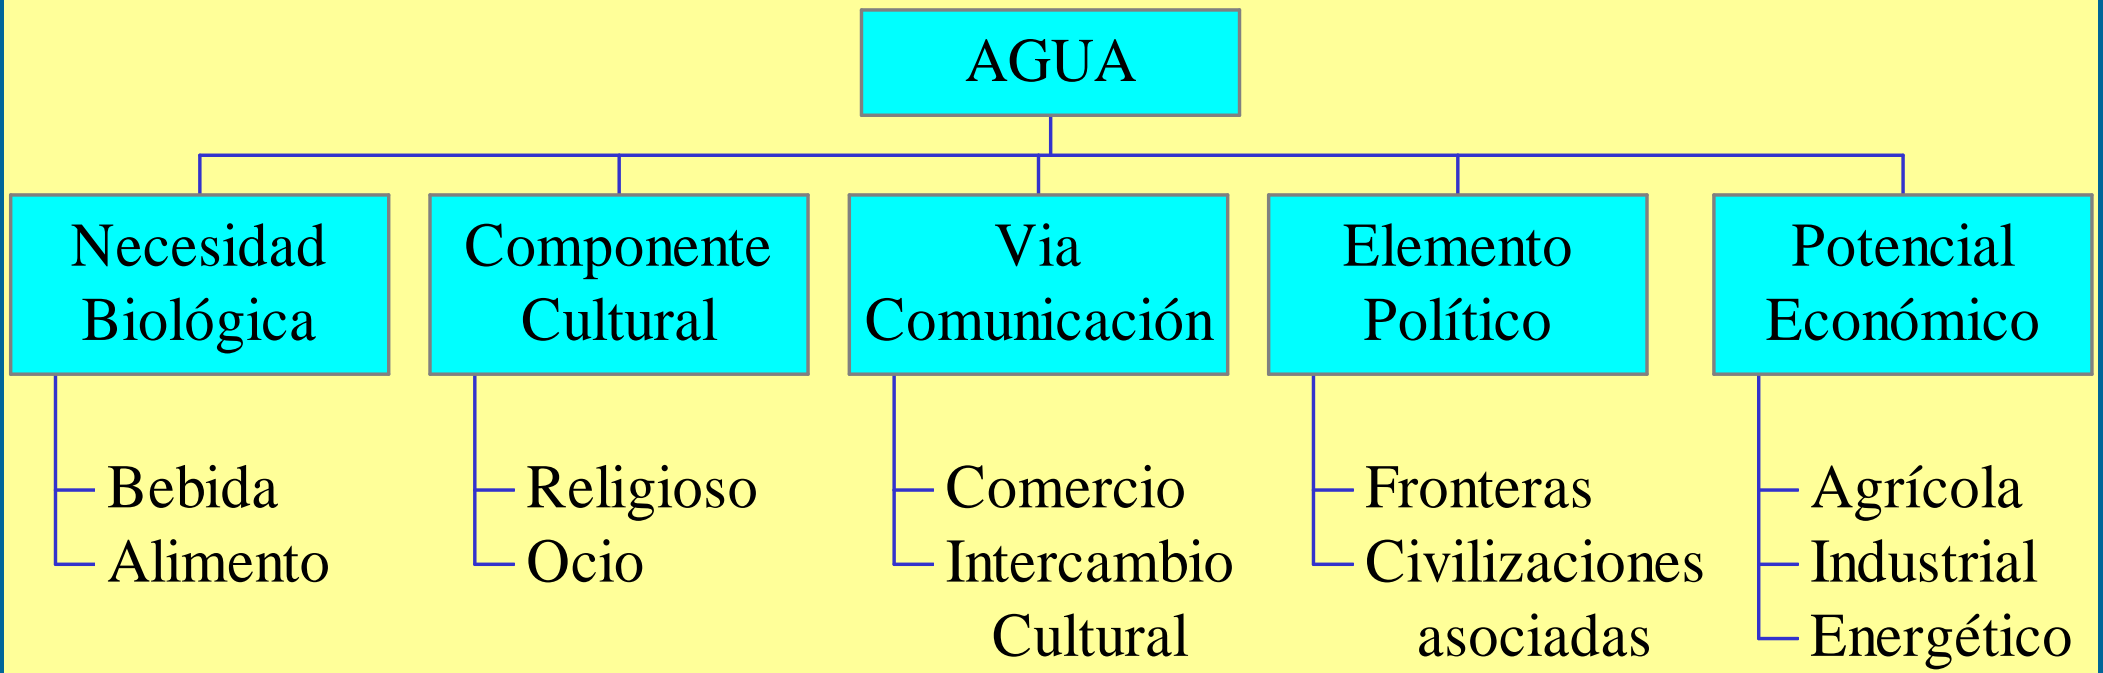 AGUA
Necesidad
Biológica
Componente
Cultural
Via
Comunicación
Elemento
Político
Potencial
Económico
Bebida
Alimento
Religioso
Ocio
Comercio
Intercambio
Cultural
Fronteras
Civilizaciones
asociadas
Agrícola
Industrial
Energético